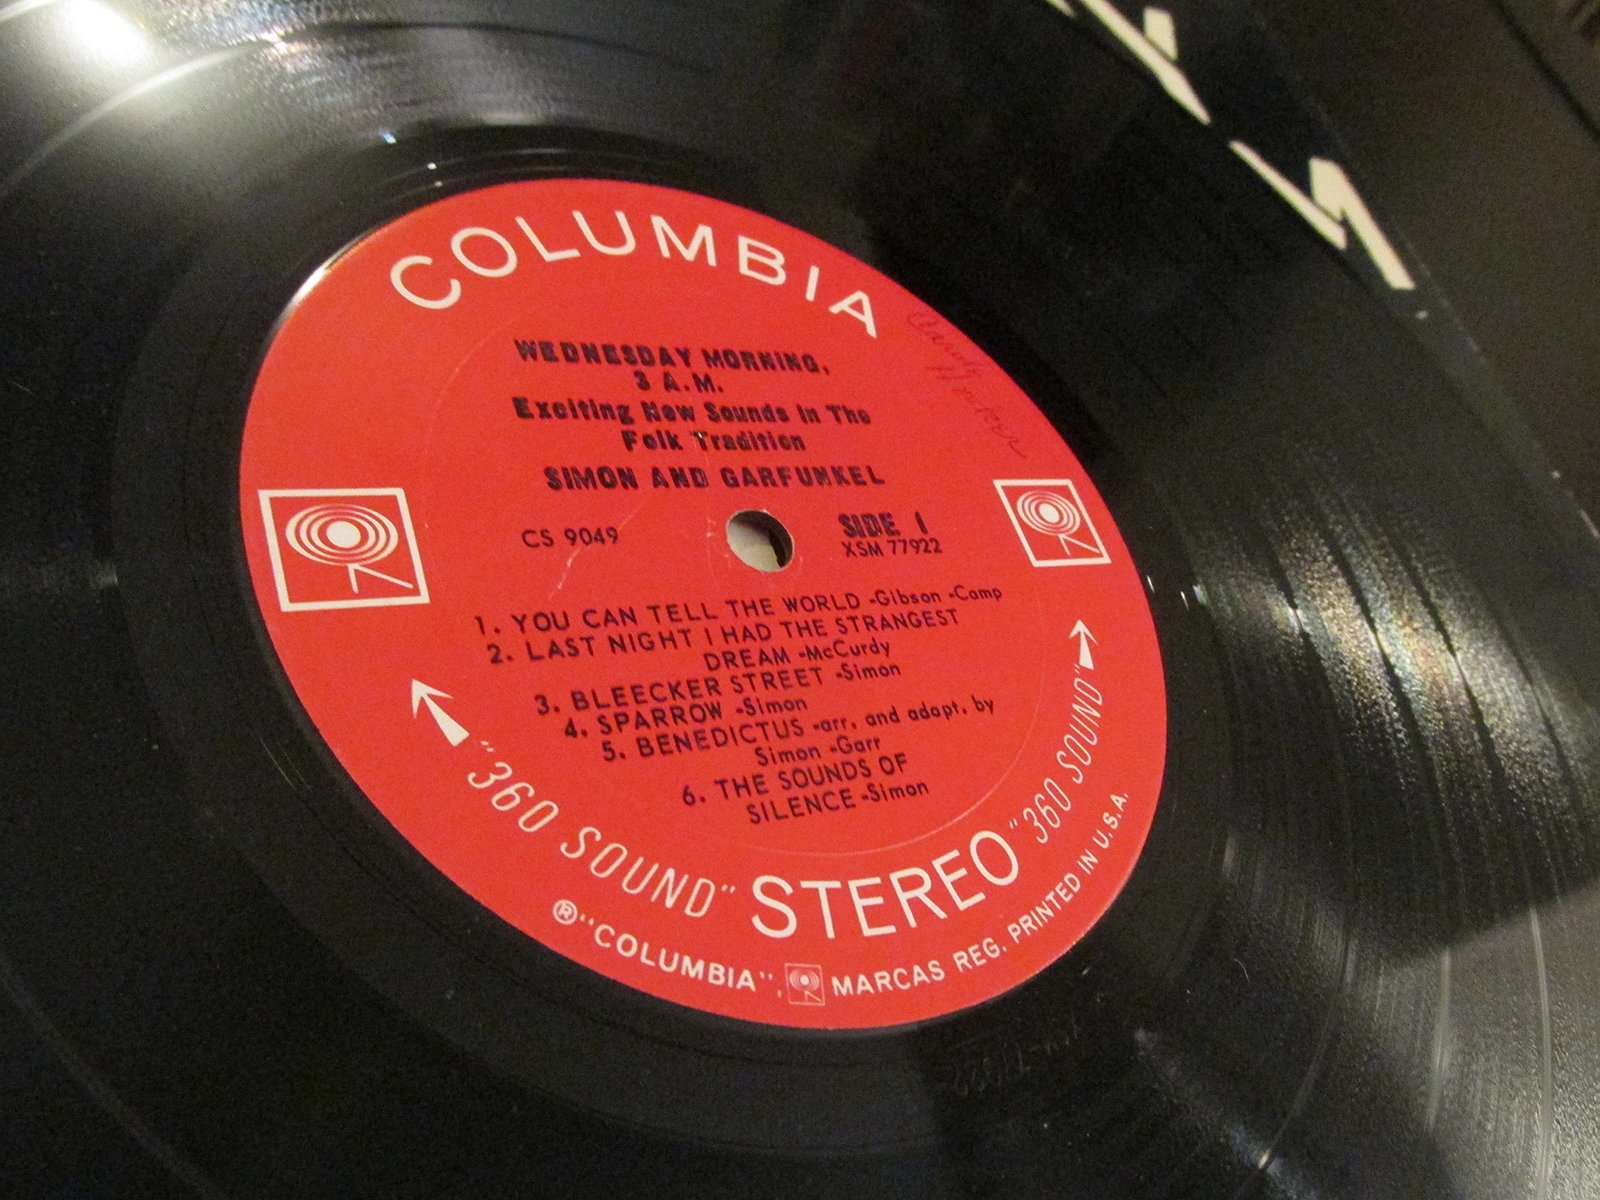 COLUMBIA
WEDNESDAY MORNING,
3 A.M.
Exciting New Sounds In The
Folk Tradition
SIMON AND GARFUNKEL
CS 9049
SIDE 1
XSM 77922
1. YOU CAN TELL THE WORLD -Gibson -Camp
2. LAST NIGHT I HAD THE STRANGEST
DREAM -McCurdy
3. BLEECKER STREET -Simon
4. SPARROW -Simon
5. BENEDICTUS -arr. and adapt. by
Simon -Garr
6. THE SOUNDS OF
SILENCE -Simon
"360 SOUND" STEREO "360 SOUND"
®"COLUMBIA", MARCAS REG. PRINTED IN U.S.A.